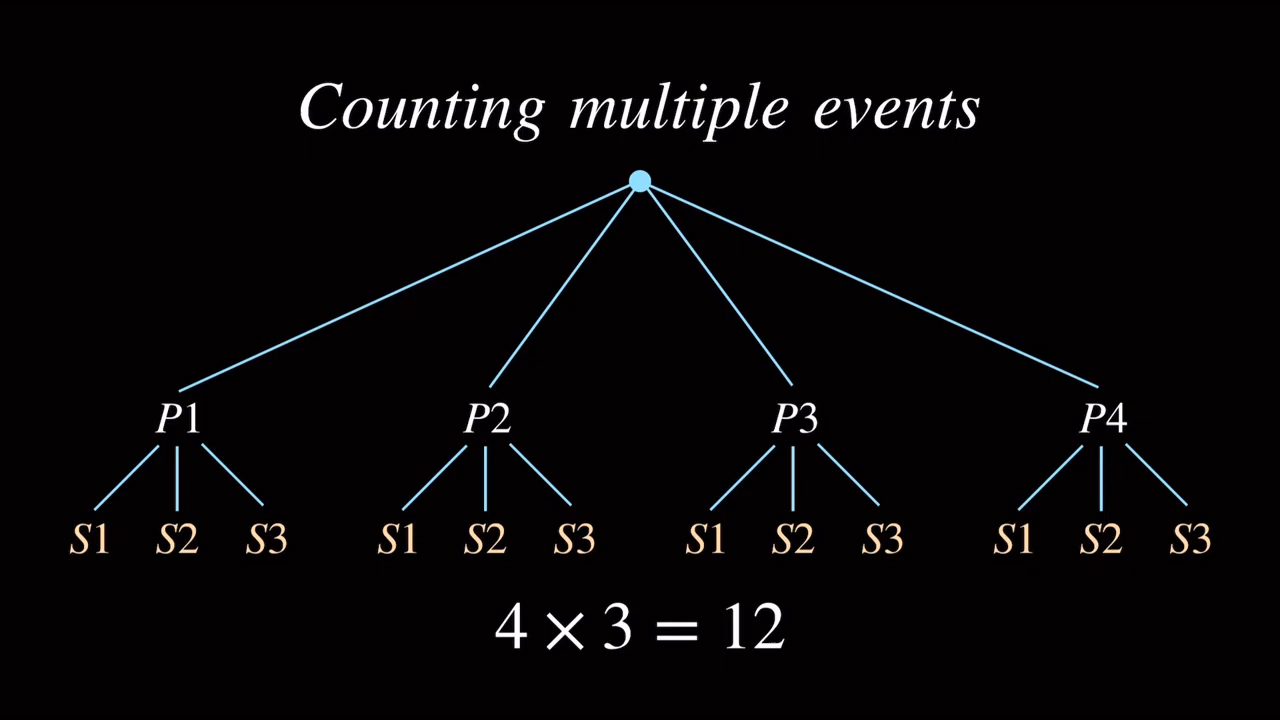 Counting multiple events
P1 P2 P3 P4
S1 S2 S3 S1 S2 S3 S1 S2 S3 S1 S2 S3
4 × 3 = 12